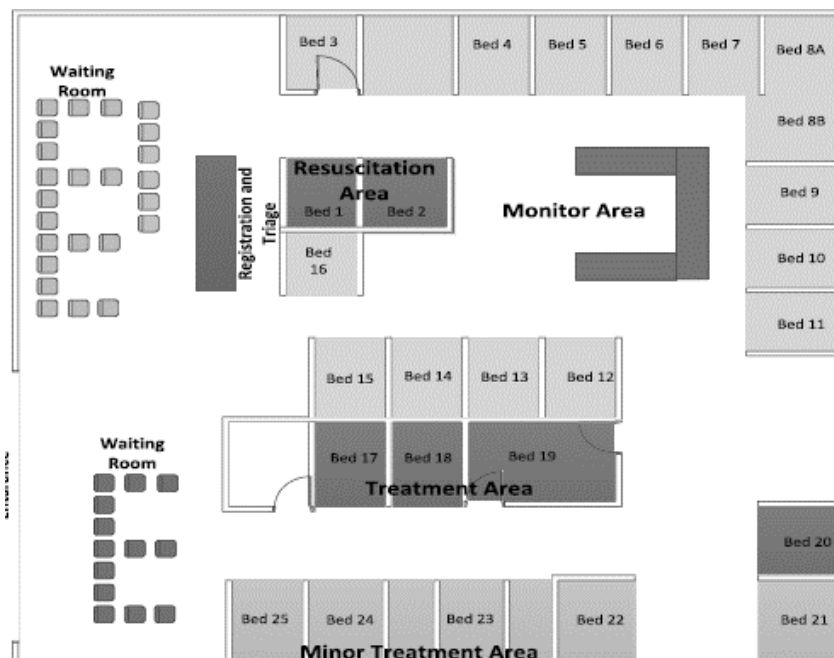 Bed 3
Bed 4
Bed 5
Bed 6
Bed 7
Bed 8A
Waiting
Room
Bed 8B
Resuscitation
Area
Registration and
Triage
Bed 1
Bed 2
Monitor Area
Bed 9
Bed
16
Bed 10
Bed 11
Bed 15
Bed 14
Bed 13
Bed 12
Waiting
Room
Bed 17
Bed 18
Bed 19
Treatment Area
Bed 20
Bed 25
Bed 24
Bed 23
Bed 22
Bed 21
Minor Treatment Area